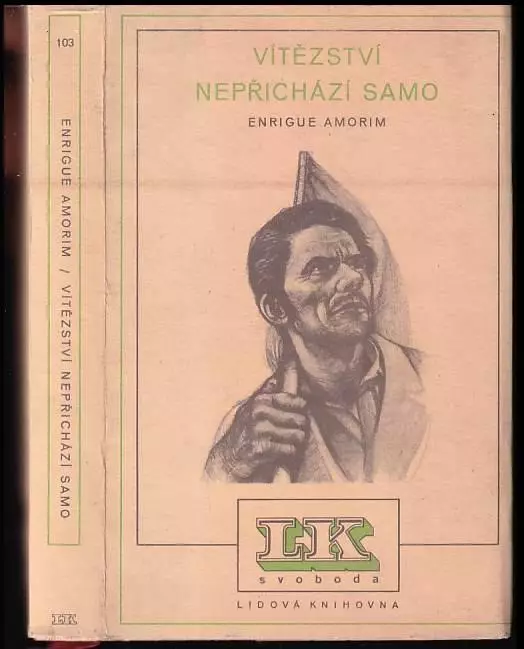 103
ENRIGUE AMORIM / VÍTĚZSTVÍ NEPŘICHÁZÍ SAMO
LK
VÍTĚZSTVÍ
NEPŘICHÁZÍ SAMO
ENRIGUE AMORIM
LK
svoboda
LIDOVÁ KNIHOVNA